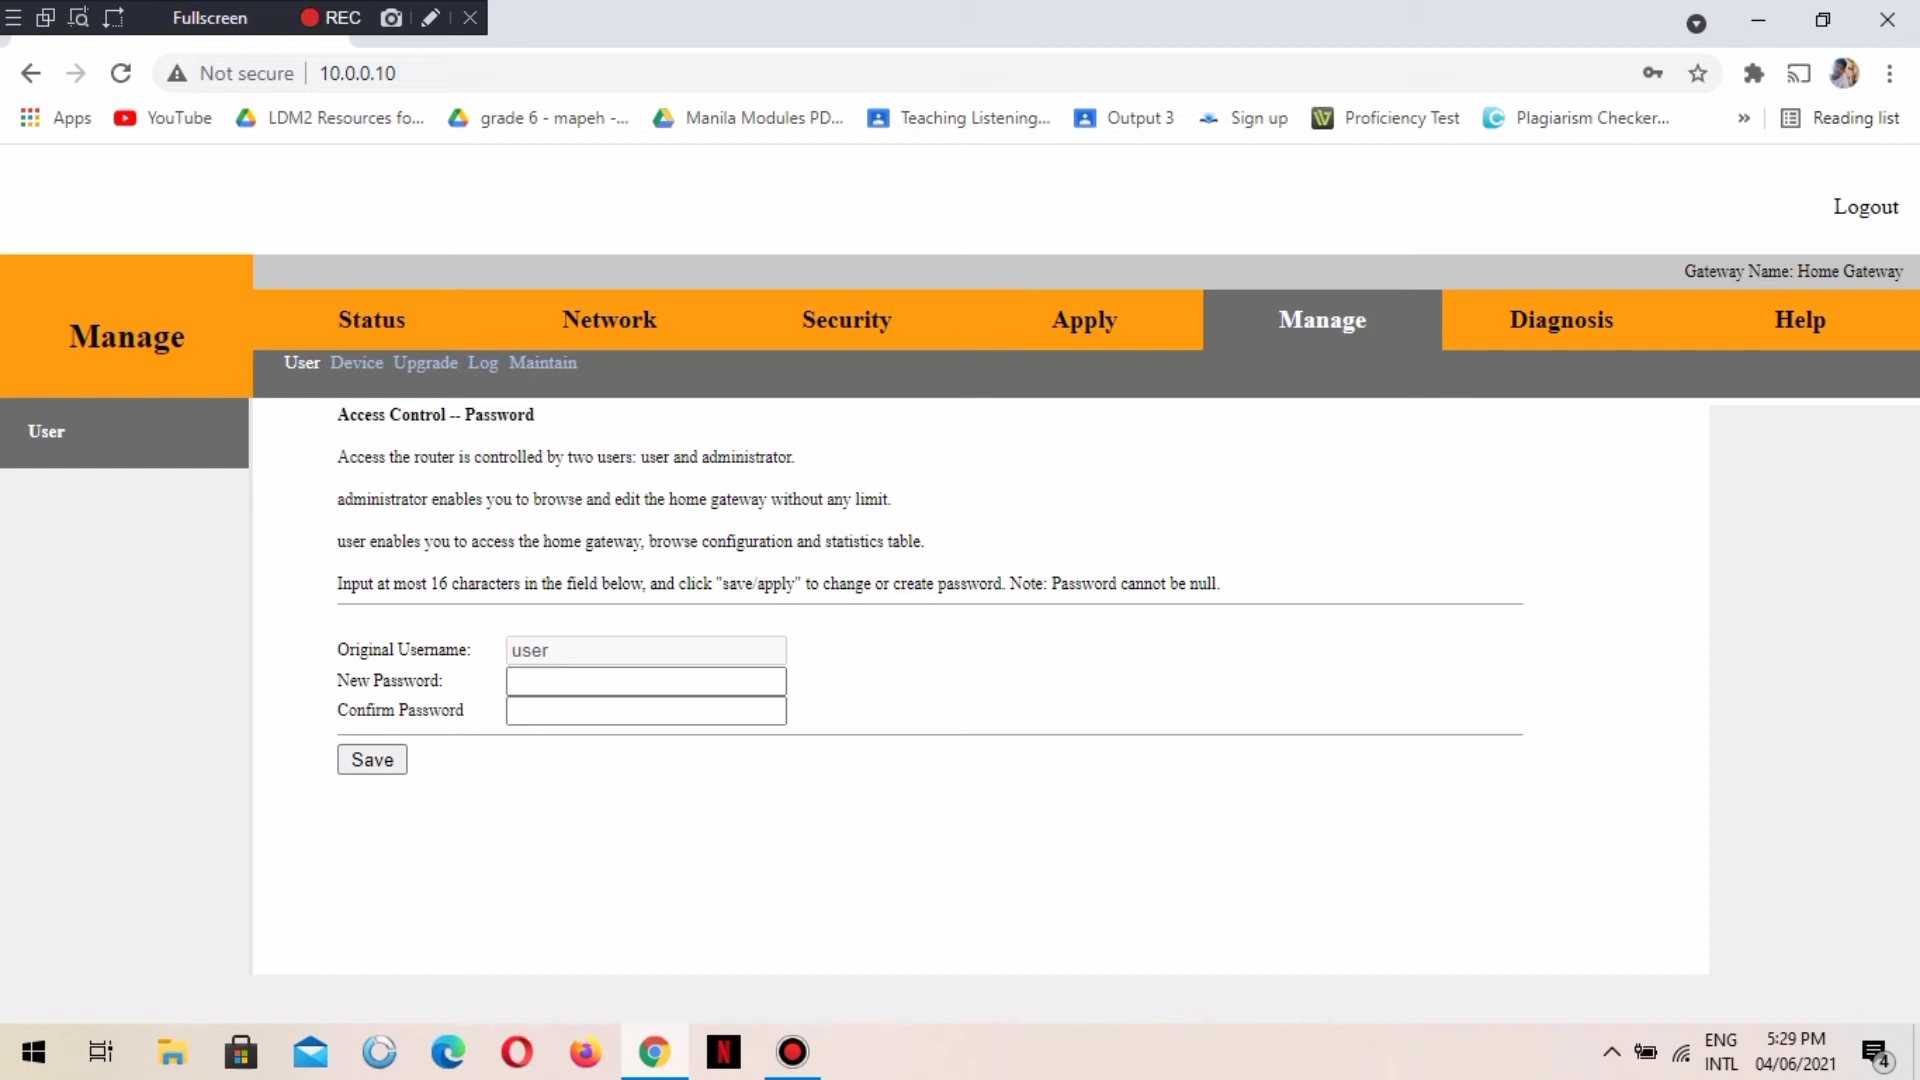 Fullscreen REC
Not secure 10.0.0.10
Apps YouTube LDM2 Resources fo... grade 6 - mapeh -... Manila Modules PD... Teaching Listening... Output 3 Sign up Proficiency Test Plagiarism Checker... » Reading list
Logout
Gateway Name: Home Gateway
Manage Status Network Security Apply Manage Diagnosis Help
User Device Upgrade Log Maintain
User
Access Control -- Password
Access the router is controlled by two users: user and administrator.
administrator enables you to browse and edit the home gateway without any limit.
user enables you to access the home gateway, browse configuration and statistics table.
Input at most 16 characters in the field below, and click "save/apply" to change or create password. Note: Password cannot be null.
Original Username: user
New Password:
Confirm Password
Save
ENG 5:29 PM
INTL 04/06/2021 4